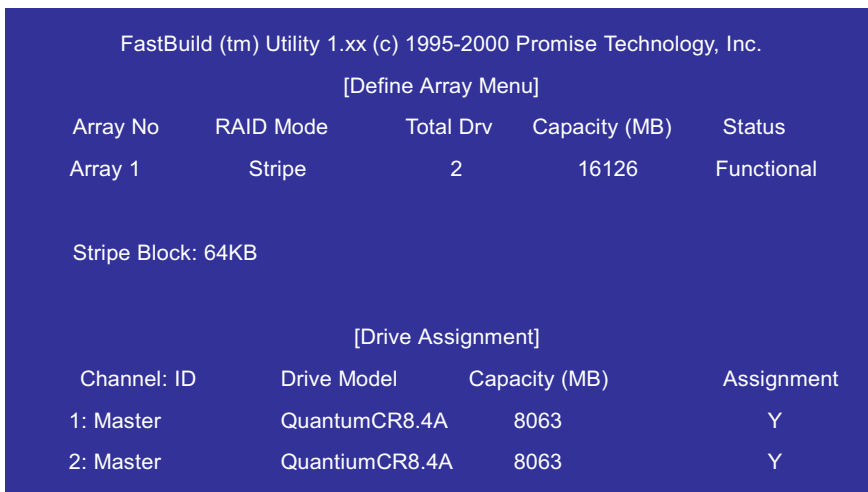 FastBuild (tm) Utility 1.xx (c) 1995-2000 Promise Technology, Inc.
[Define Array Menu]
Array No RAID Mode Total Drv Capacity (MB) Status
Array 1 Stripe 2 16126 Functional
Stripe Block: 64KB
[Drive Assignment]
Channel: ID Drive Model Capacity (MB) Assignment
1: Master QuantumCR8.4A 8063 Y
2: Master QuantiumCR8.4A 8063 Y